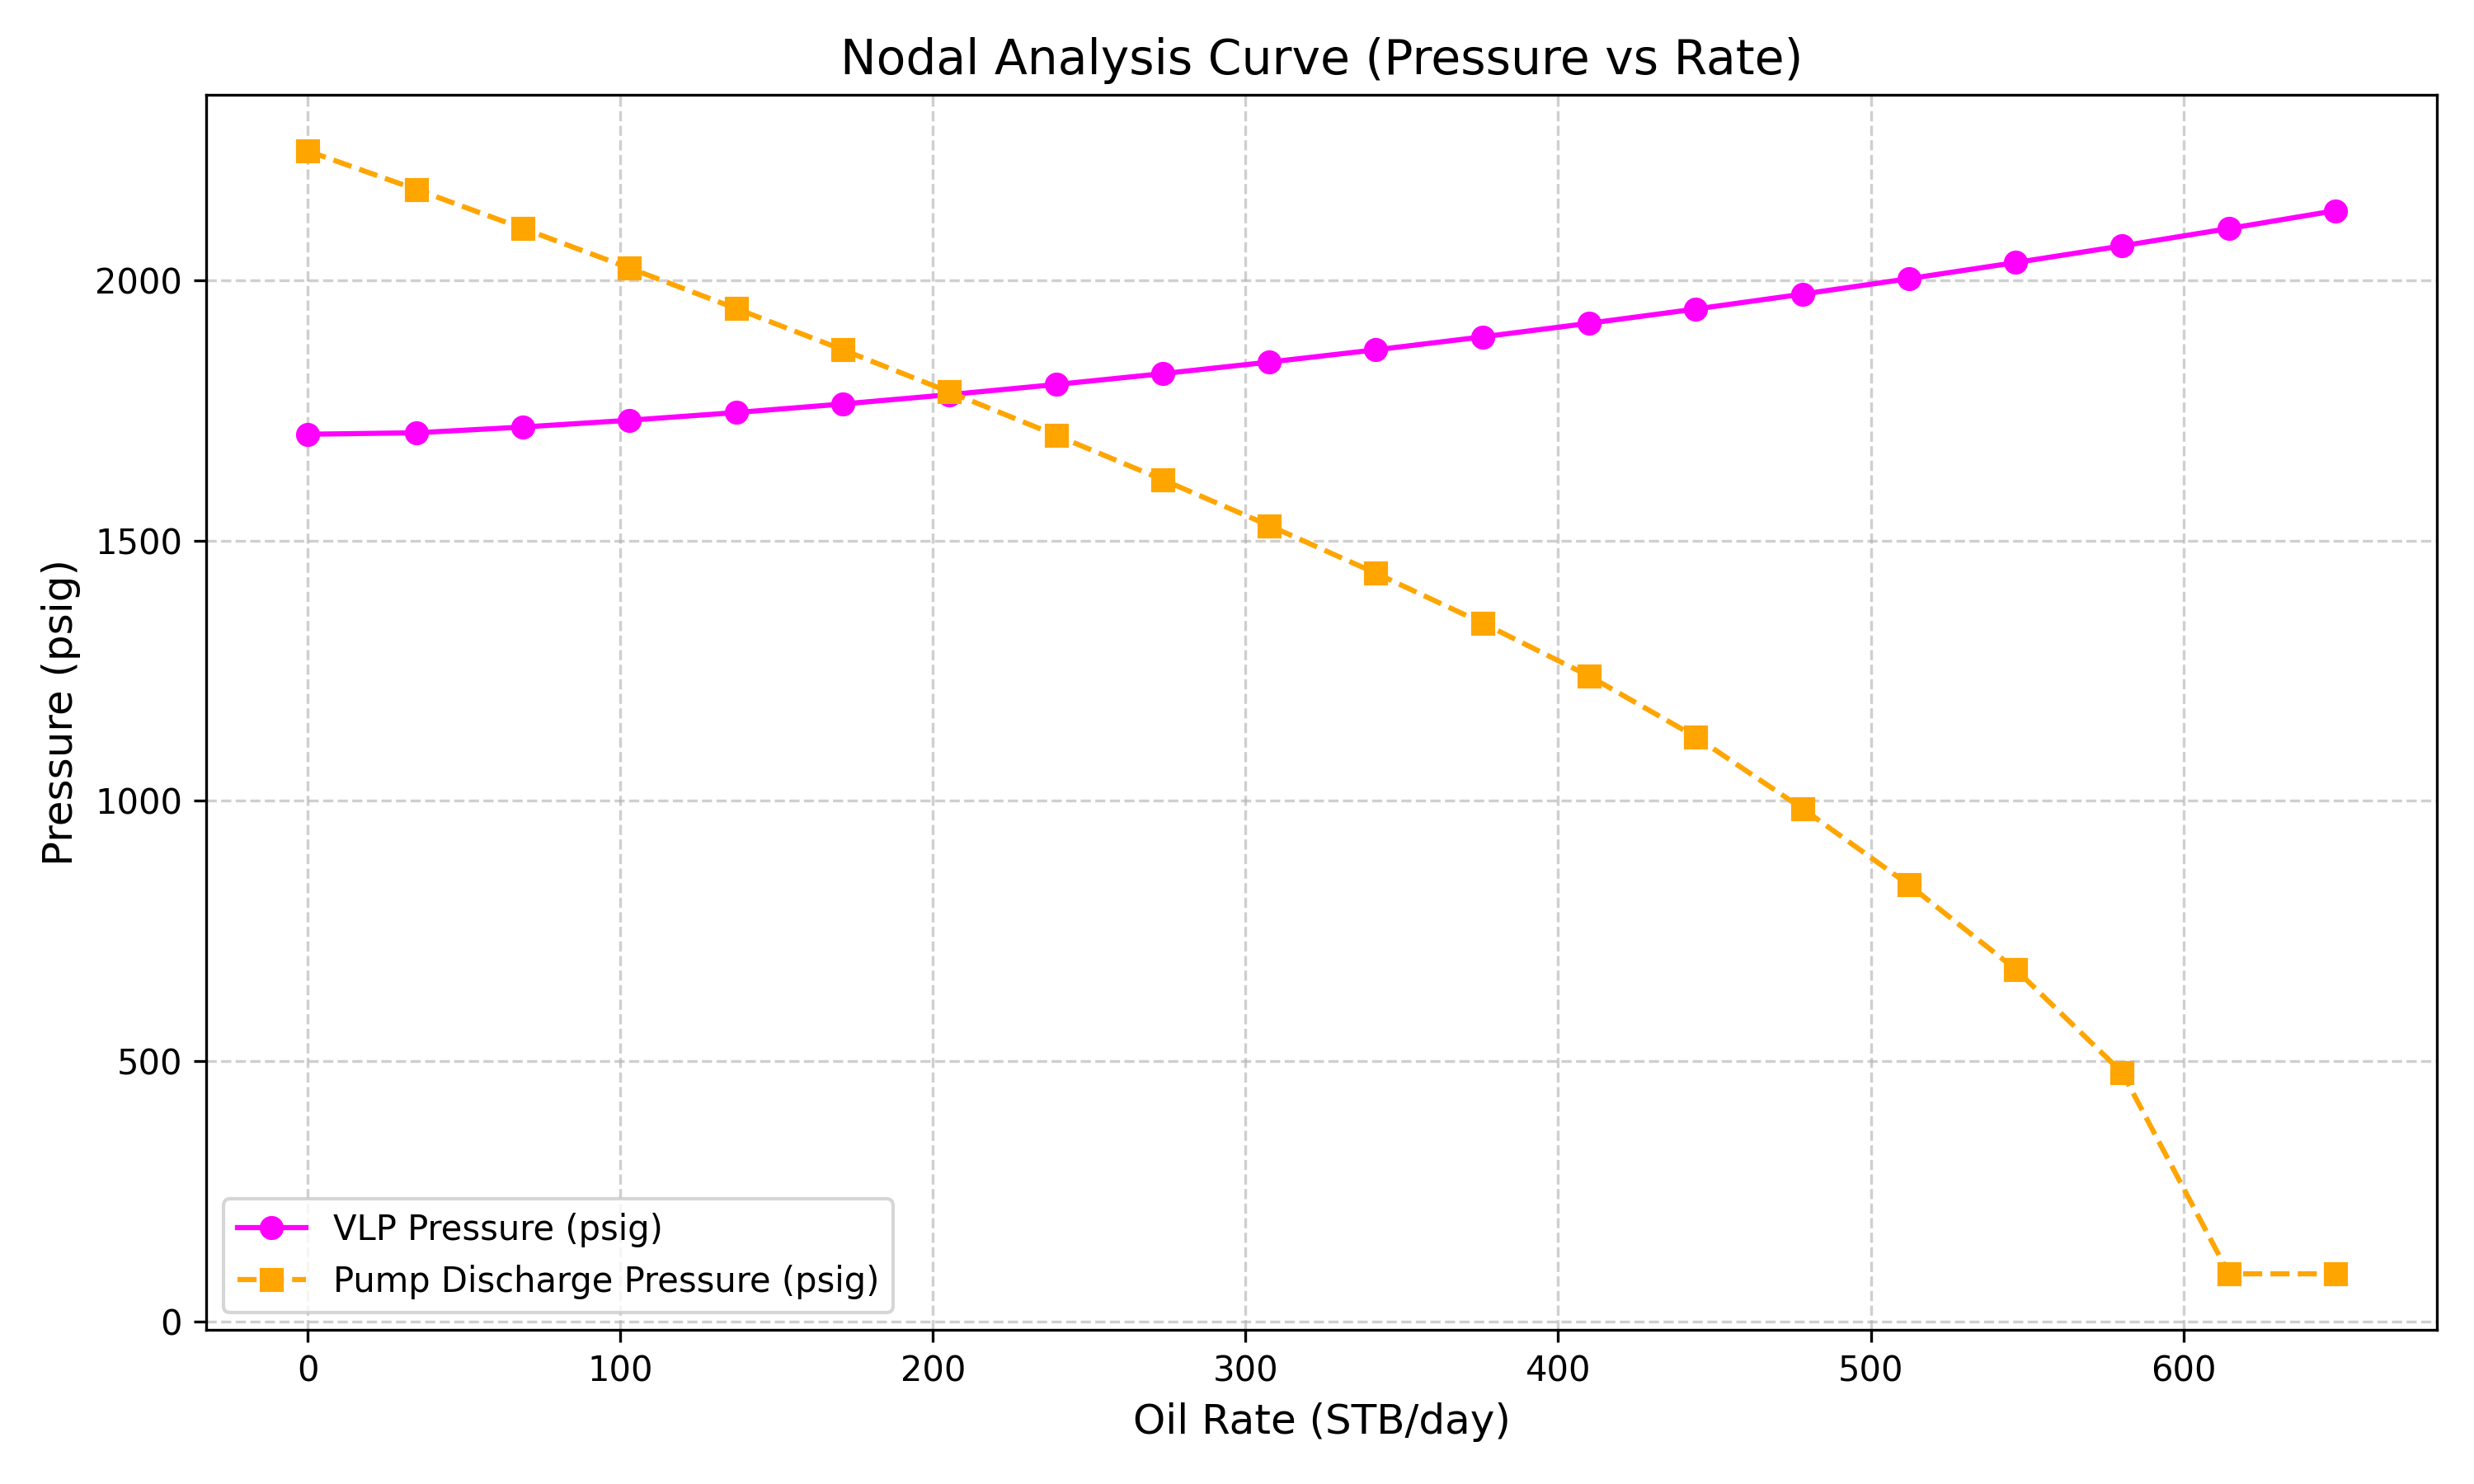 Nodal Analysis Curve (Pressure vs Rate)
Pressure (psig)
2000
1500
1000
500
0
VLP Pressure (psig)
Pump Discharge Pressure (psig)
0 100 200 300 400 500 600
Oil Rate (STB/day)